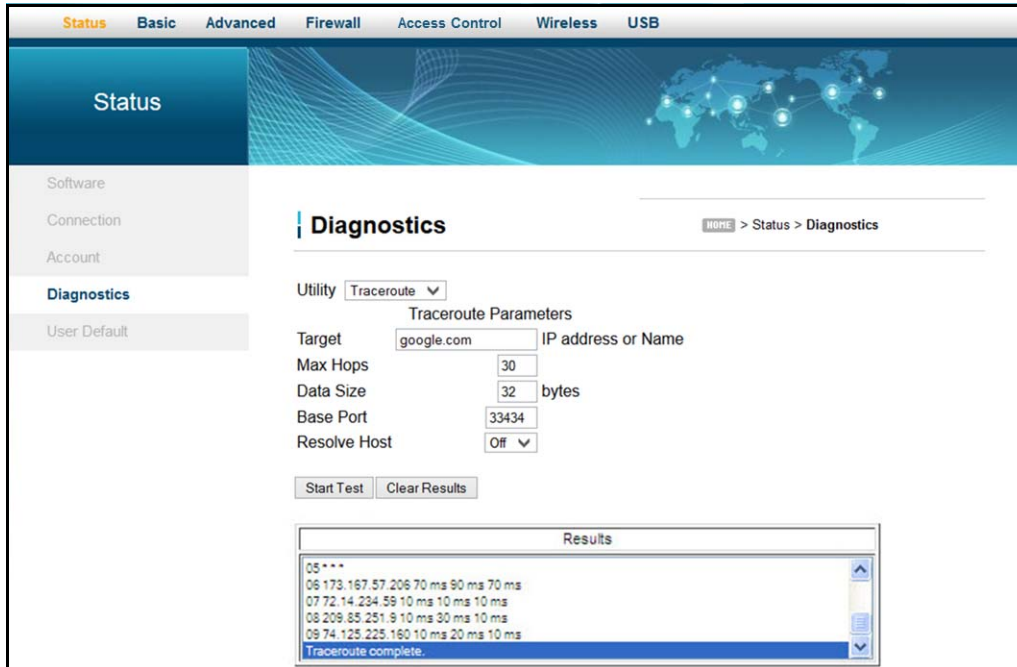 Status Basic Advanced Firewall Access Control Wireless USB
Status
Software
Connection
Account
Diagnostics
User Default
Diagnostics
HOME > Status > Diagnostics
Utility Traceroute
Traceroute Parameters
Target google.com IP address or Name
Max Hops 30
Data Size 32 bytes
Base Port 33434
Resolve Host Off
Start Test Clear Results
Results
05 * * *
06 173.167.57.206 70 ms 90 ms 70 ms
07 72.14.234.59 10 ms 10 ms 10 ms
08 209.85.251.9 10 ms 30 ms 10 ms
09 74.125.225.160 10 ms 20 ms 10 ms
Traceroute complete.